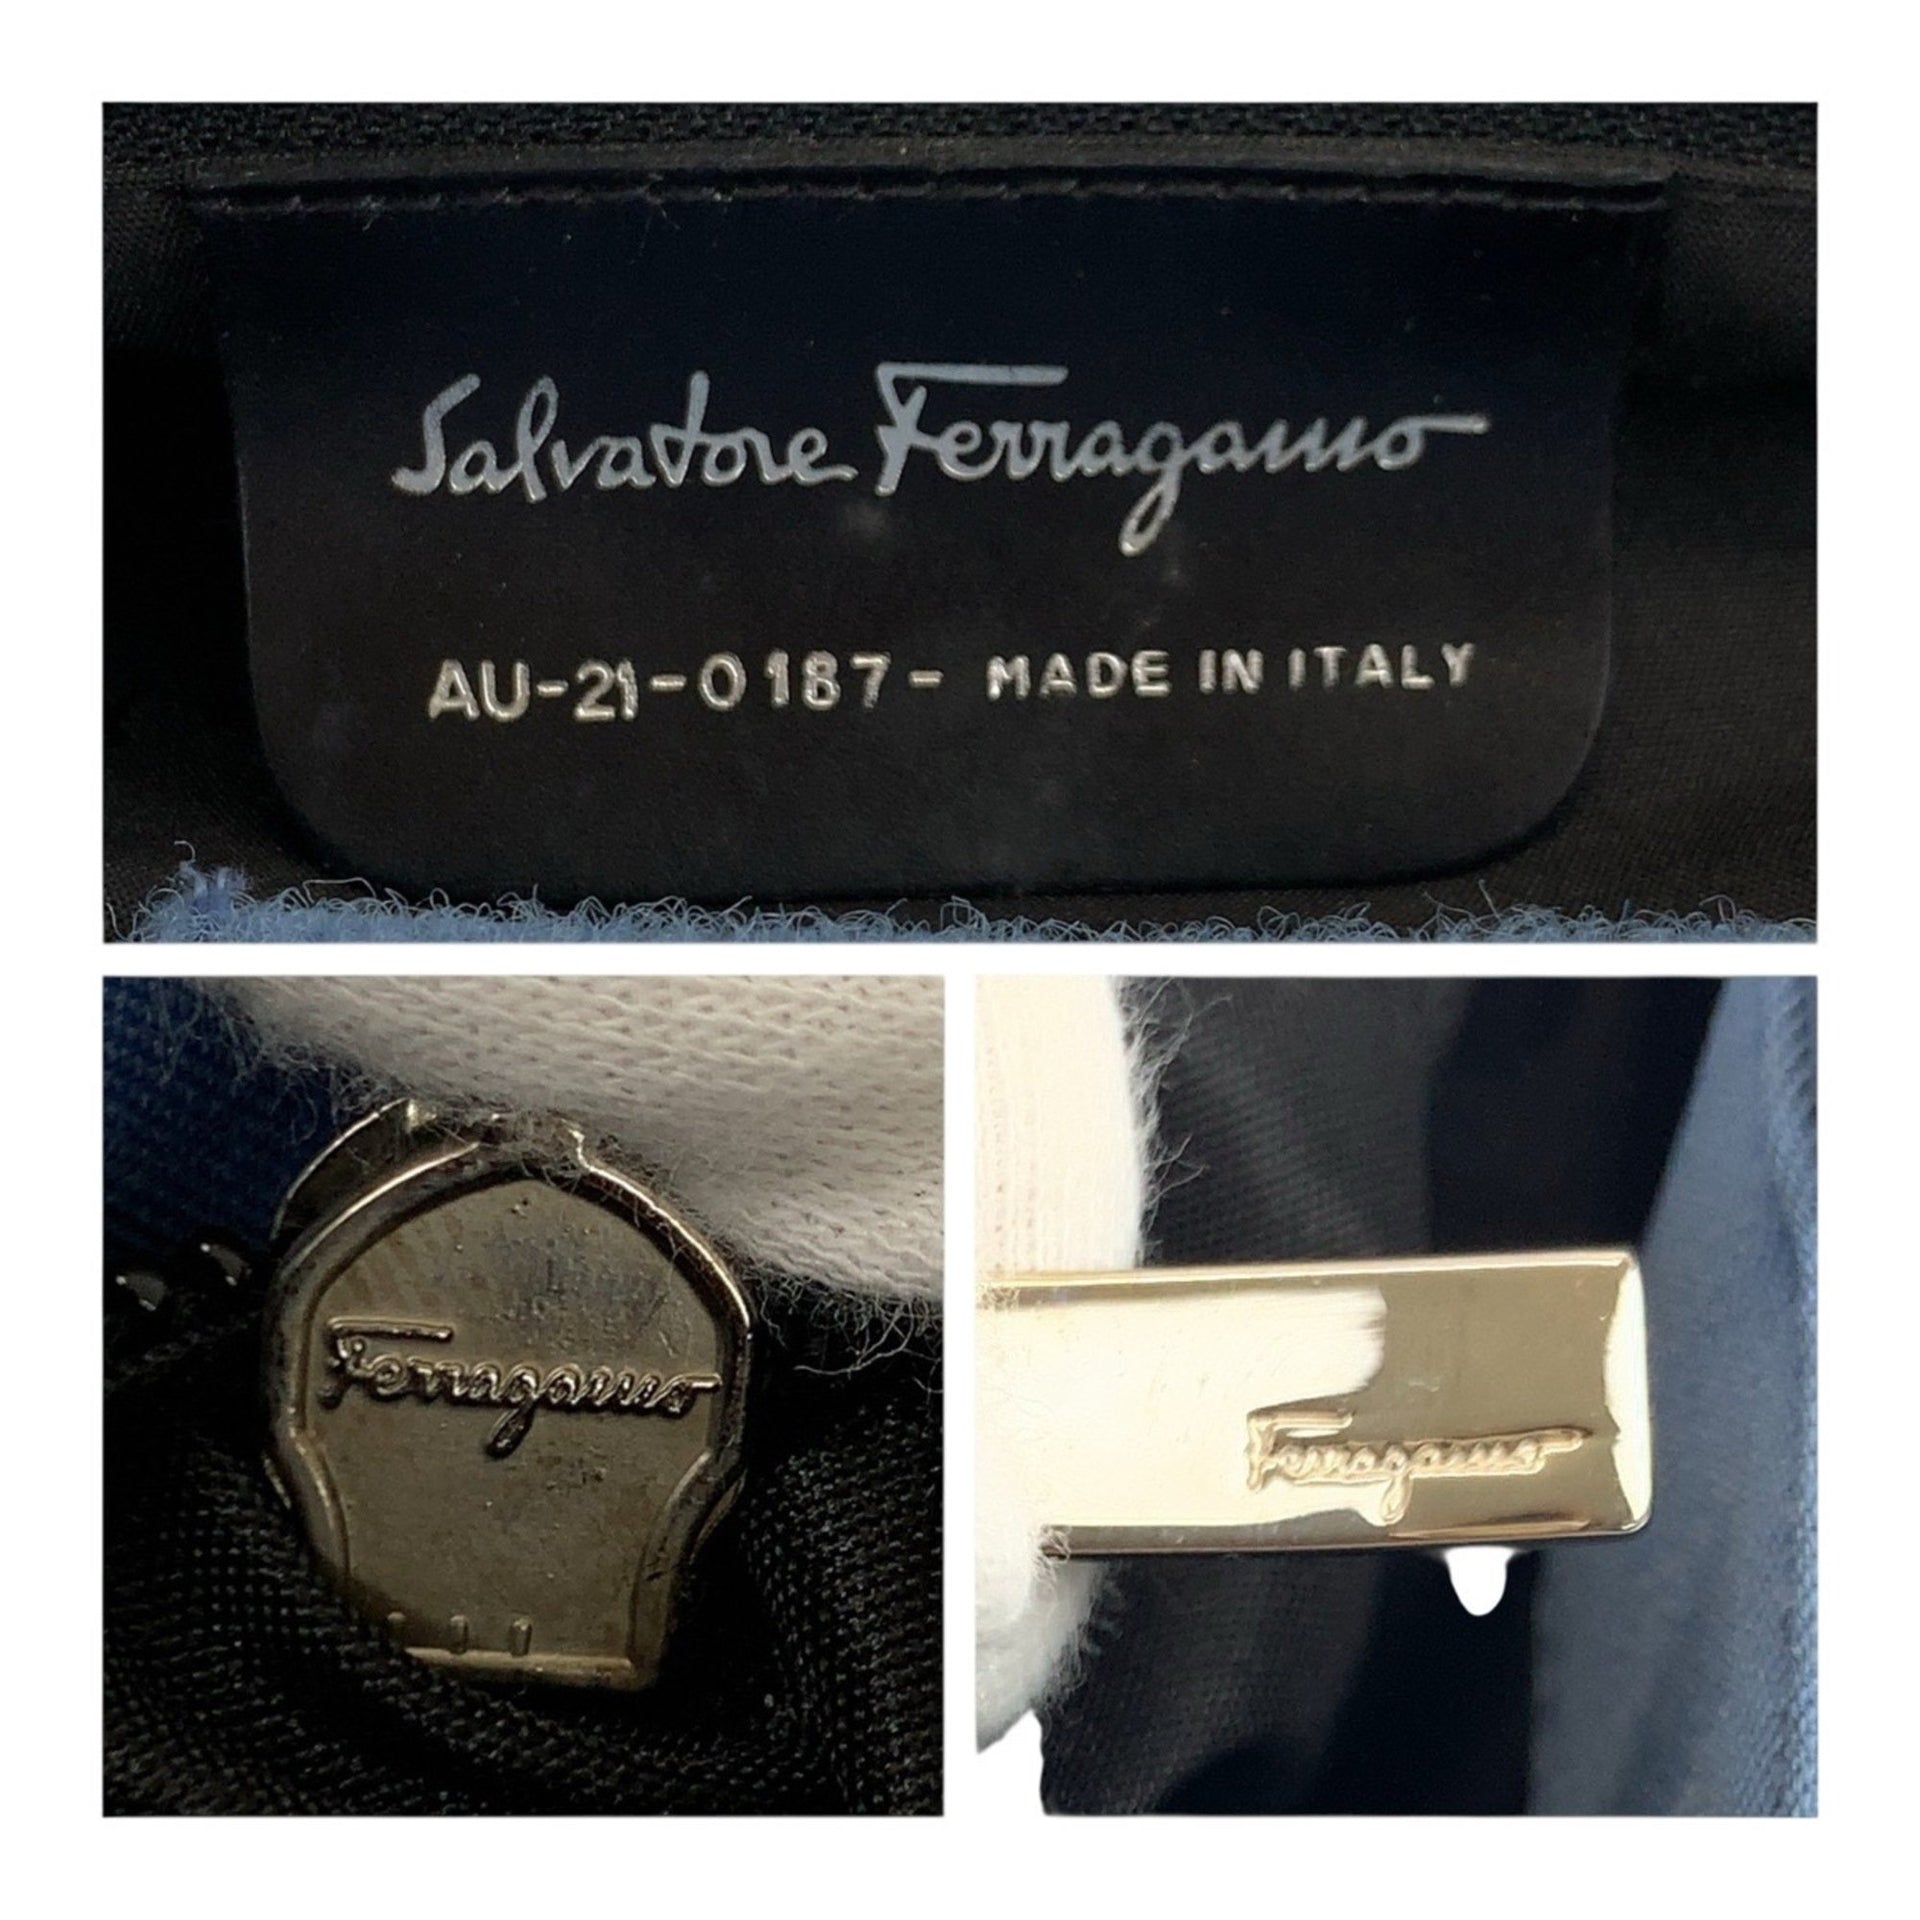 Salvatore Ferragamo
AU-21-0187- MADE IN ITALY
Ferragamo
Ferragamo